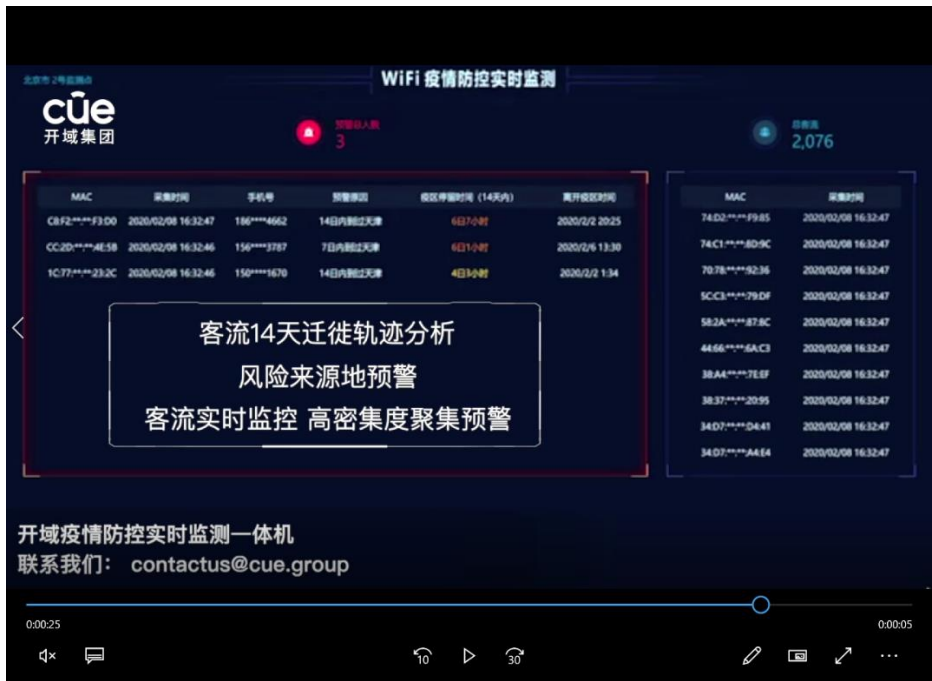 北京市 2号监测点
WiFi 疫情防控实时监测
cüe
开域集团
预警总人数
3
总客流
2,076
MAC 采集时间 手机号 预警原因 疫区停留时间（14天内） 离开疫区时间
C8:F2:**:**:F3:D0 2020/02/08 16:32:47 186****4662 14日内到过天津 6日7小时 2020/2/2 20:25
CC:2D:**:**:4E:5B 2020/02/08 16:32:46 156****3787 7日内到过天津 6日1小时 2020/2/6 13:30
1C:77:**:**:23:2C 2020/02/08 16:32:46 150****1670 14日内到过天津 4日3小时 2020/2/2 1:34
MAC 采集时间
74:D2:**:**:F9:85 2020/02/08 16:32:47
74:C1:**:**:8D:9C 2020/02/08 16:32:47
70:78:**:**:92:36 2020/02/08 16:32:47
5C:C3:**:**:79:DF 2020/02/08 16:32:47
58:2A:**:**:87:8C 2020/02/08 16:32:47
44:66:**:**:6A:C3 2020/02/08 16:32:47
38:A4:**:**:7E:EF 2020/02/08 16:32:47
38:37:**:**:20:95 2020/02/08 16:32:47
34:D7:**:**:D4:41 2020/02/08 16:32:47
34:D7:**:**:A4:E4 2020/02/08 16:32:47
客流14天迁徙轨迹分析
风险来源地预警
客流实时监控 高密集度聚集预警
开域疫情防控实时监测一体机
联系我们： contactus@cue.group
0:00:25 0:00:05
10 30